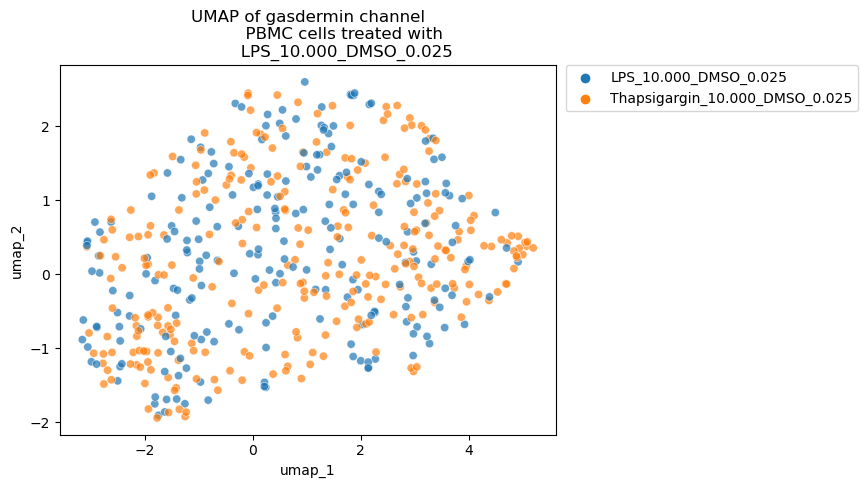 UMAP of gasdermin channel
PBMC cells treated with
LPS_10.000_DMSO_0.025
LPS_10.000_DMSO_0.025
Thapsigargin_10.000_DMSO_0.025
umap_2
2
1
0
−1
−2
−2
0
2
4
umap_1